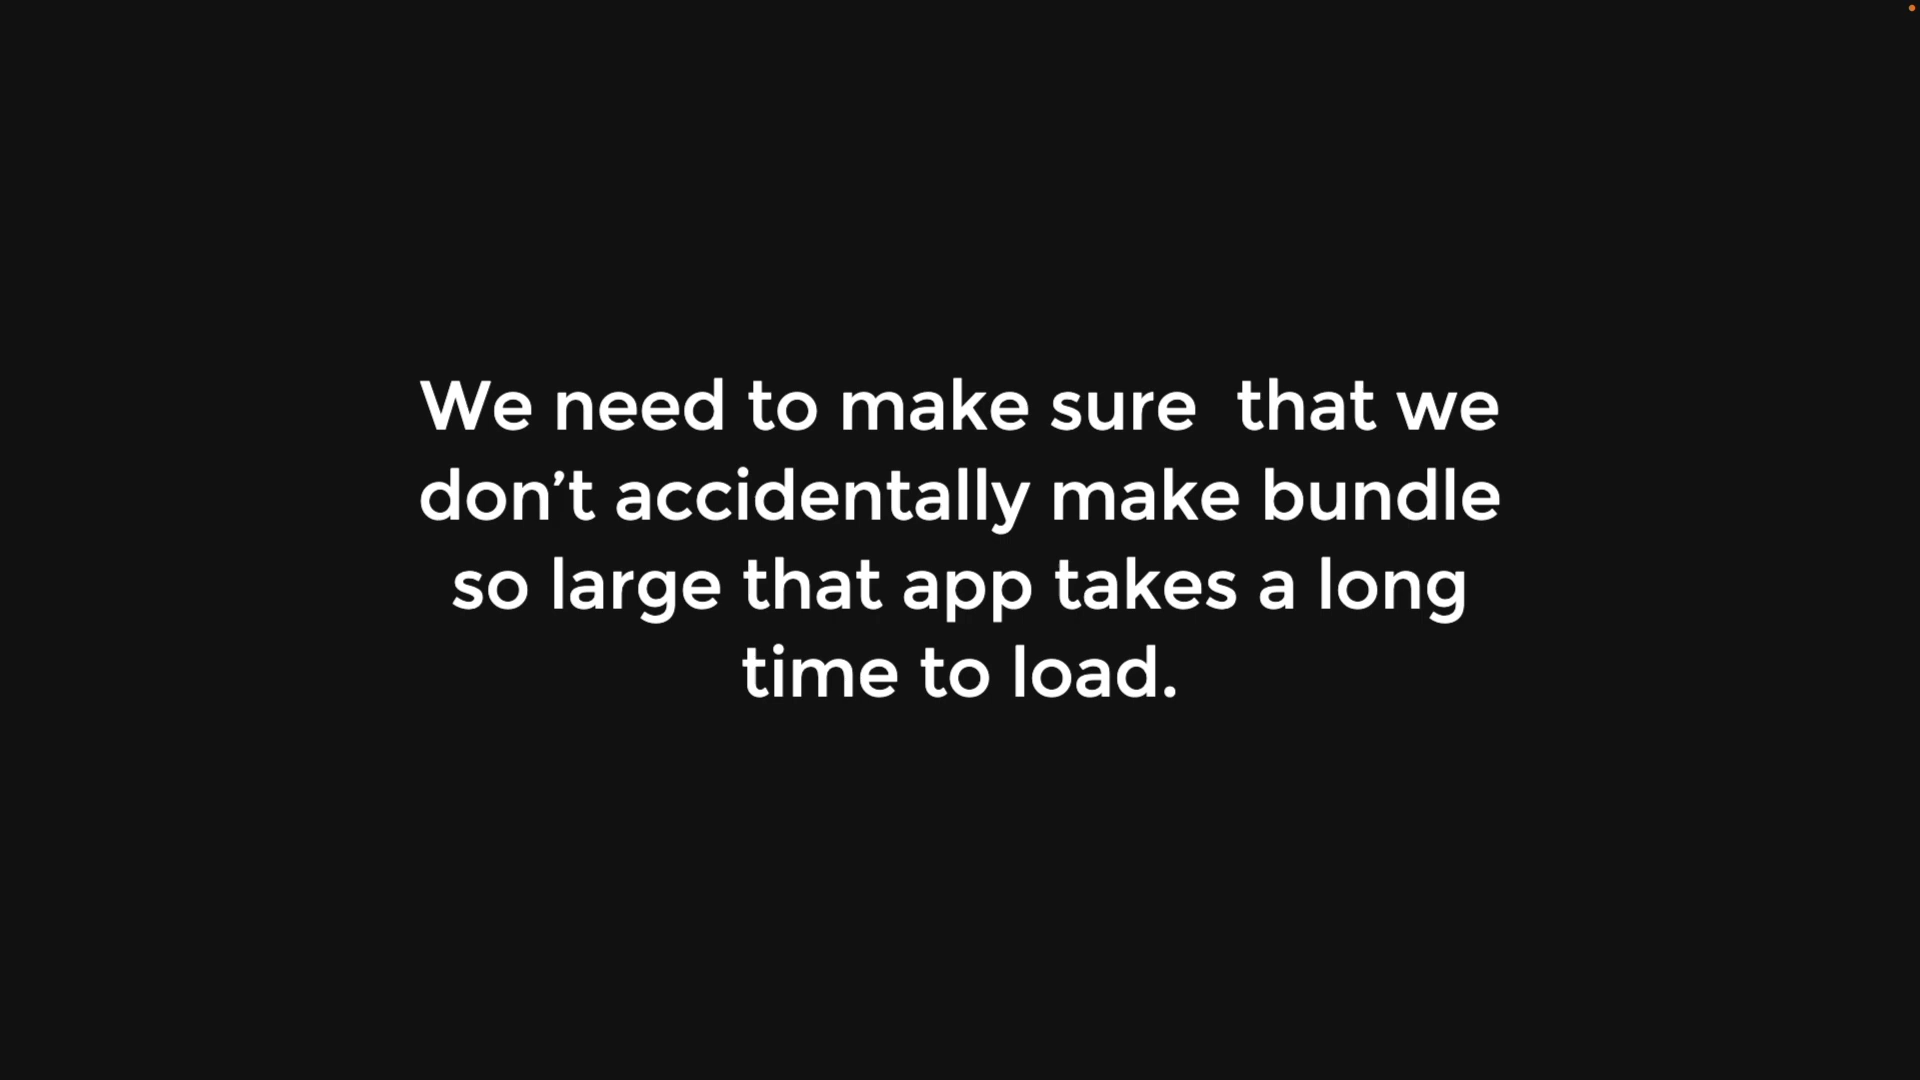 We need to make sure  that we
don’t accidentally make bundle
so large that app takes a long
time to load.